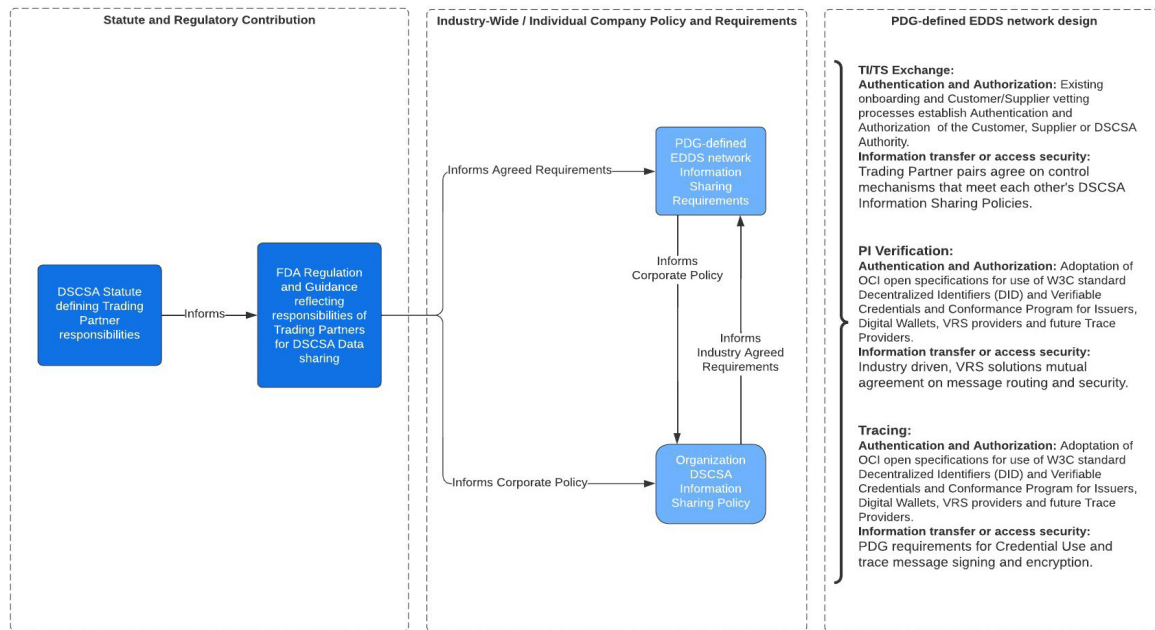 Statute and Regulatory Contribution
Industry-Wide / Individual Company Policy and Requirements
PDG-defined EDDS network design
DSCSA Statute
defining Trading
Partner
responsibilities
Informs
FDA Regulation
and Guidance
reflecting
responsibilities of
Trading Partners
for DSCSA Data
sharing
Informs Agreed Requirements
PDG-defined
EDDS network
Information
Sharing
Requirements
Informs
Corporate Policy
Informs
Industry Agreed
Requirements
Informs Corporate Policy
Organization
DSCSA
Information
Sharing Policy
TI/TS Exchange:
Authentication and Authorization: Existing
onboarding and Customer/Supplier vetting
processes establish Authentication and
Authorization of the Customer, Supplier or DSCSA
Authority.
Information transfer or access security:
Trading Partner pairs agree on control
mechanisms that meet each other's DSCSA
Information Sharing Policies.
PI Verification:
Authentication and Authorization: Adoptation of
OCI open specifications for use of W3C standard
Decentralized Identifiers (DID) and Verifiable
Credentials and Conformance Program for Issuers,
Digital Wallets, VRS providers and future Trace
Providers.
Information transfer or access security:
Industry driven, VRS solutions mutual
agreement on message routing and security.
Tracing:
Authentication and Authorization: Adoptation of
OCI open specifications for use of W3C standard
Decentralized Identifiers (DID) and Verifiable
Credentials and Conformance Program for Issuers,
Digital Wallets, VRS providers and future Trace
Providers.
Information transfer or access security:
PDG requirements for Credential Use and
trace message signing and encryption.